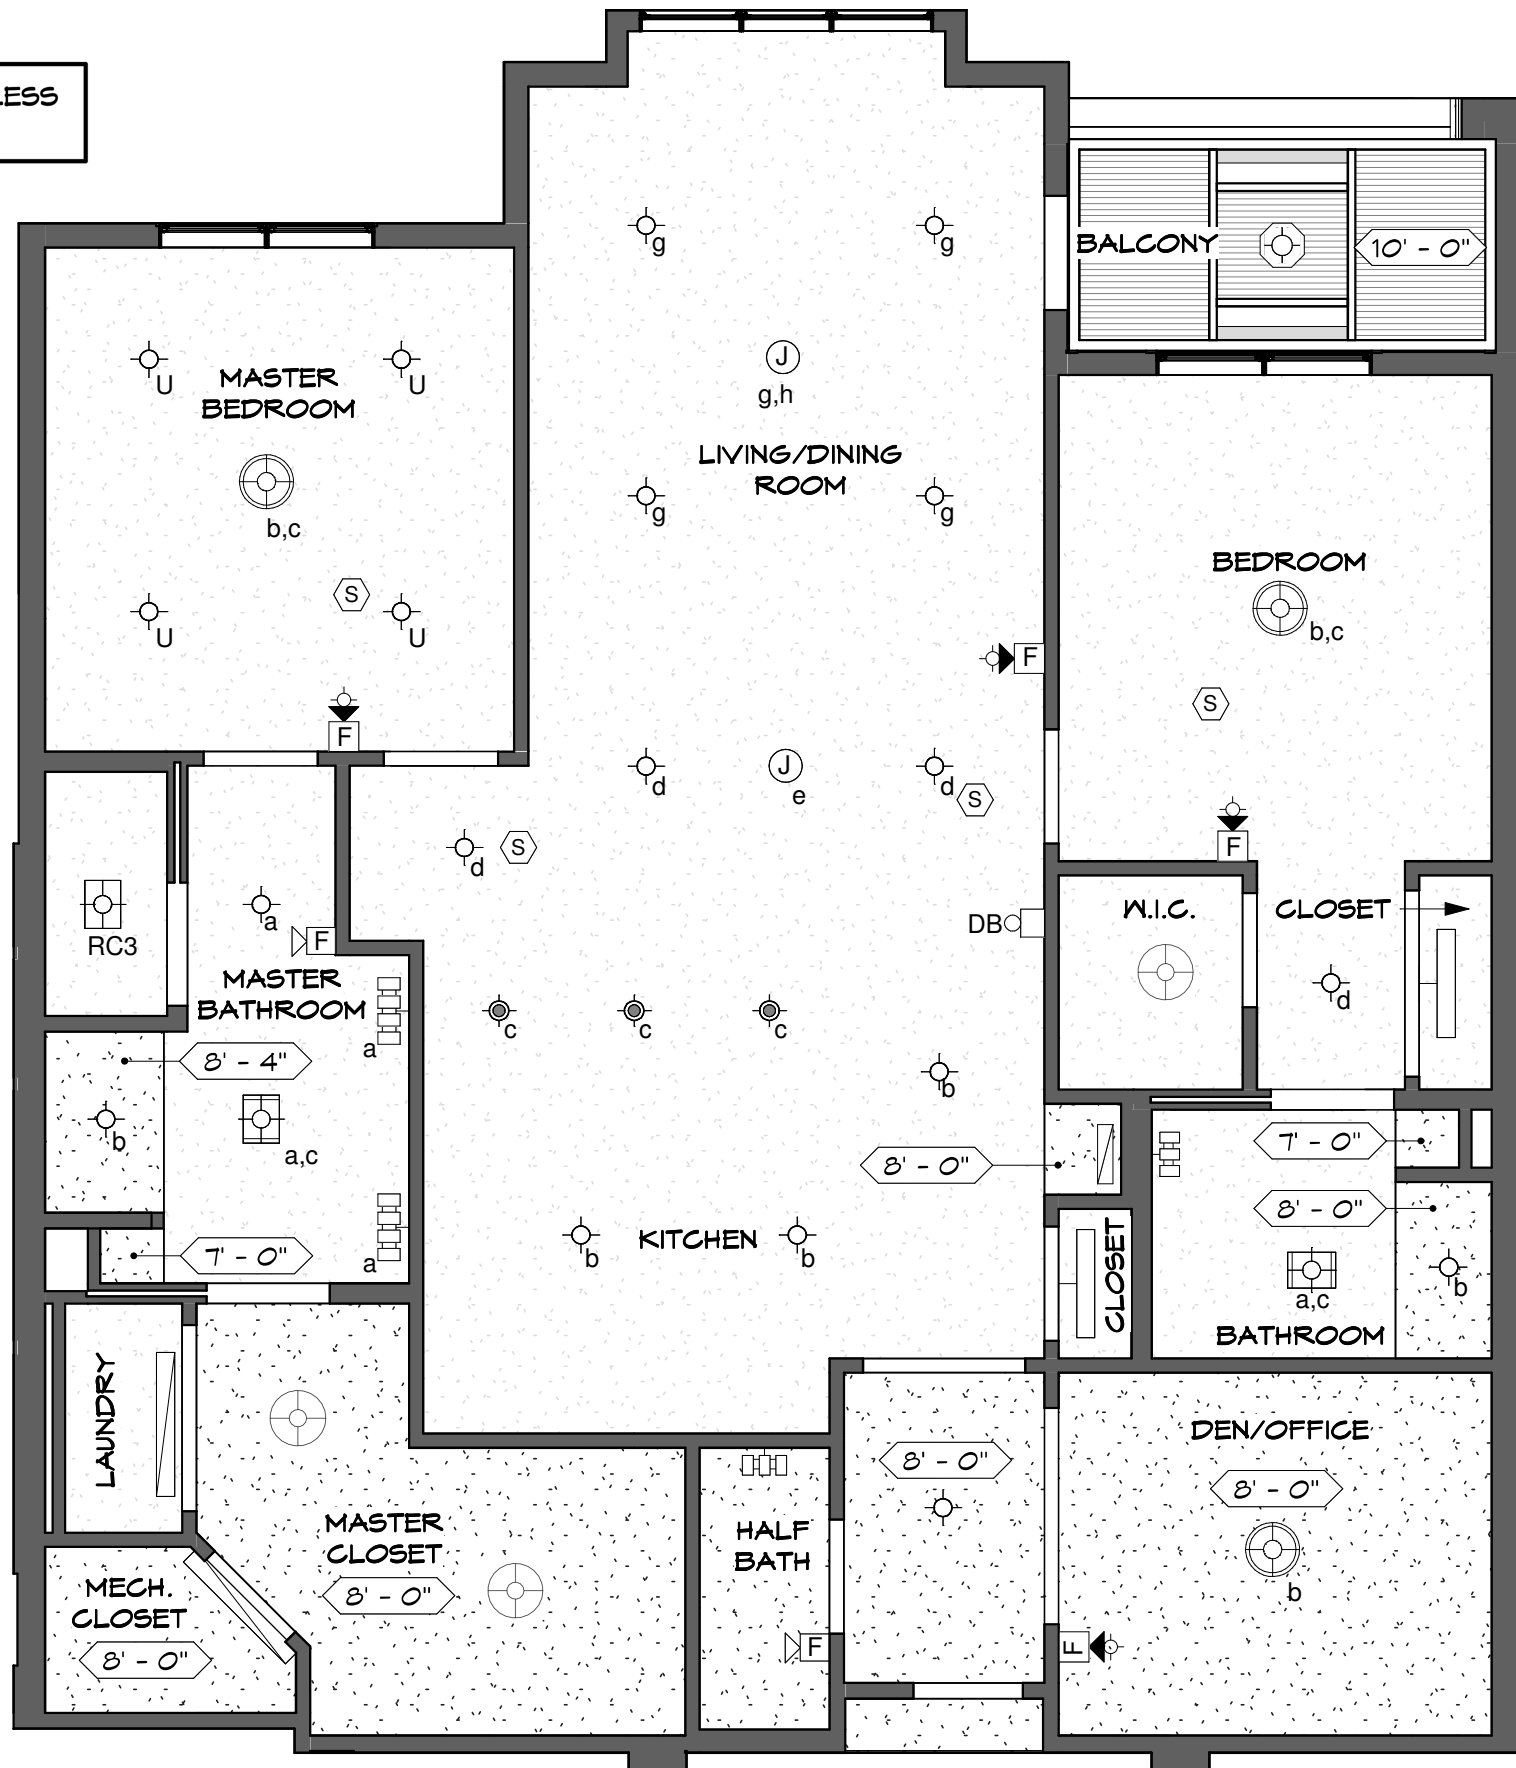 LESS
g
g
BALCONY
10' - 0"
J
g,h
U
U
MASTER
BEDROOM
LIVING/DINING
ROOM
b,c
g
g
BEDROOM
b,c
S
U
U
F
F
S
d
J
e
d
S
d
S
F
RC3
a
F
DB
W.I.C.
CLOSET
MASTER
BATHROOM
a
c
c
c
d
8' - 4"
b
b
a,c
8' - 0"
7' - 0"
8' - 0"
7' - 0"
a
b
KITCHEN
b
CLOSET
a,c
b
BATHROOM
LAUNDRY
DEN/OFFICE
8' - 0"
8' - 0"
MASTER
CLOSET
8' - 0"
HALF
BATH
b
MECH.
CLOSET
8' - 0"
F
F